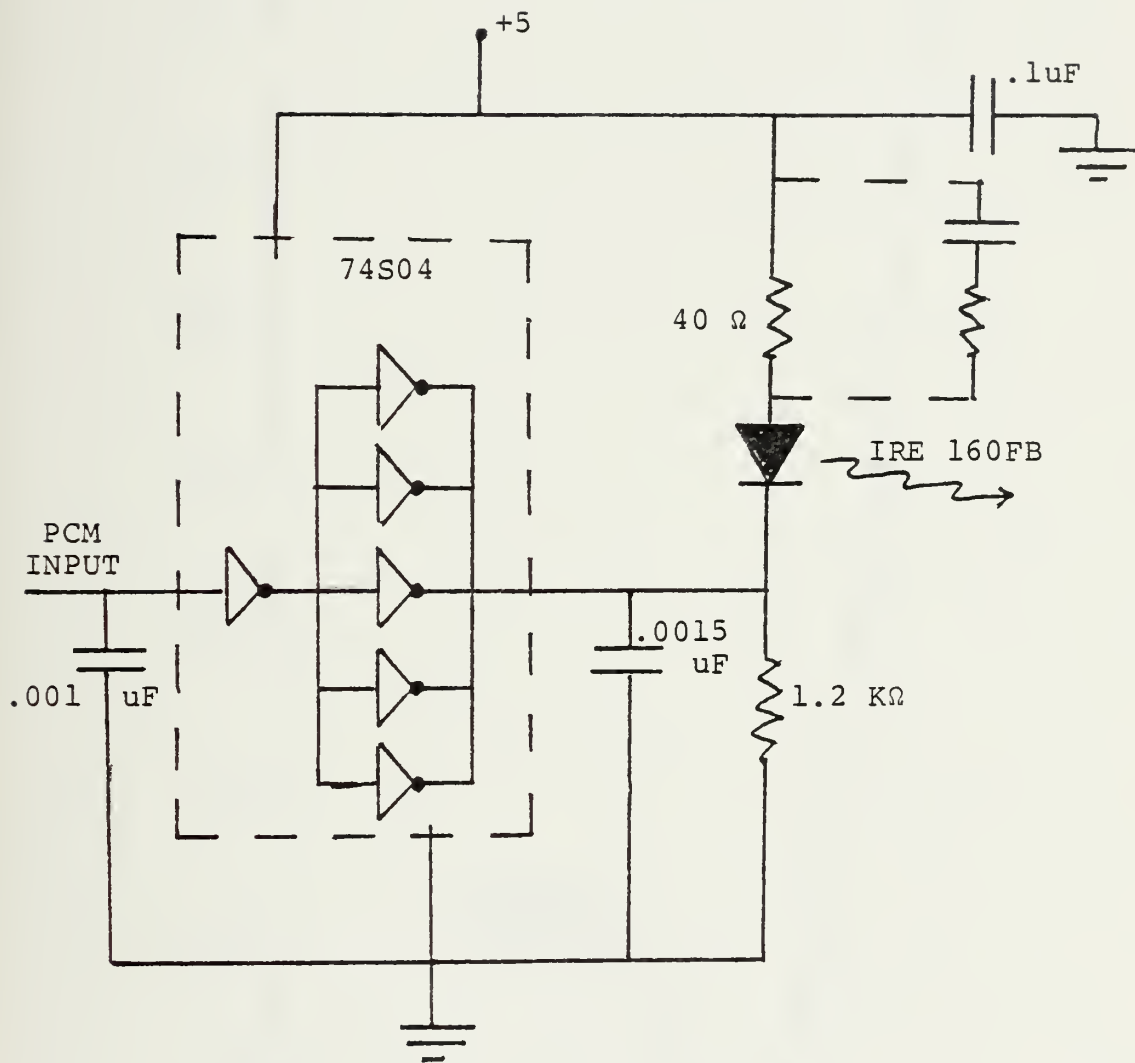 +5
.1uF
74S04
40 Ω
IRE 160FB
PCM
INPUT
.0015
uF
.001 uF
1.2 KΩ